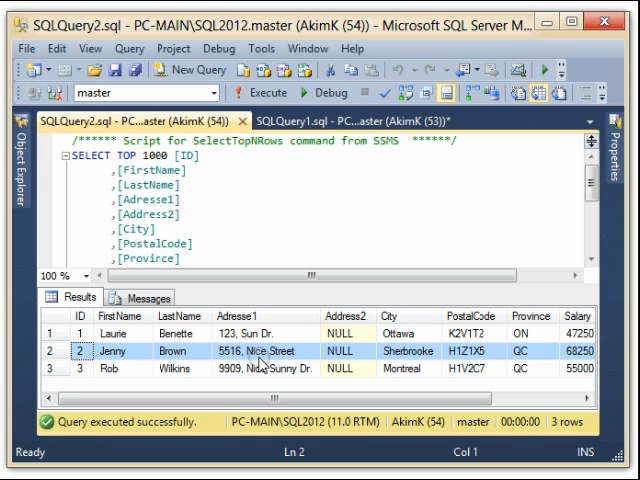 SQLQuery2.sql - PC-MAIN\SQL2012.master (AkimK (54)) - Microsoft SQL Server M...
File Edit View Query Project Debug Tools Window Help
New Query
master Execute Debug
SQLQuery2.sql - PC...aster (AkimK (54)) SQLQuery1.sql - PC...aster (AkimK (53))*
Object Explorer
Properties
/****** Script for SelectTopNRows command from SSMS ******/
SELECT TOP 1000 [ID]
,[FirstName]
,[LastName]
,[Adresse1]
,[Address2]
,[City]
,[PostalCode]
,[Province]
100 %
Results Messages
ID FirstName LastName Adresse1 Address2 City PostalCode Province Salary
1 1 Laurie Benette 123, Sun Dr. NULL Ottawa K2V1T2 ON 47250
2 2 Jenny Brown 5516, Nice Street NULL Sherbrooke H1Z1X5 QC 68250
3 3 Rob Wilkins 9909, Nice Sunny Dr. NULL Montreal H1V2C7 QC 55000
Query executed successfully. PC-MAIN\SQL2012 (11.0 RTM) AkimK (54) master 00:00:00 3 rows
Ready Ln 2 Col 1 INS